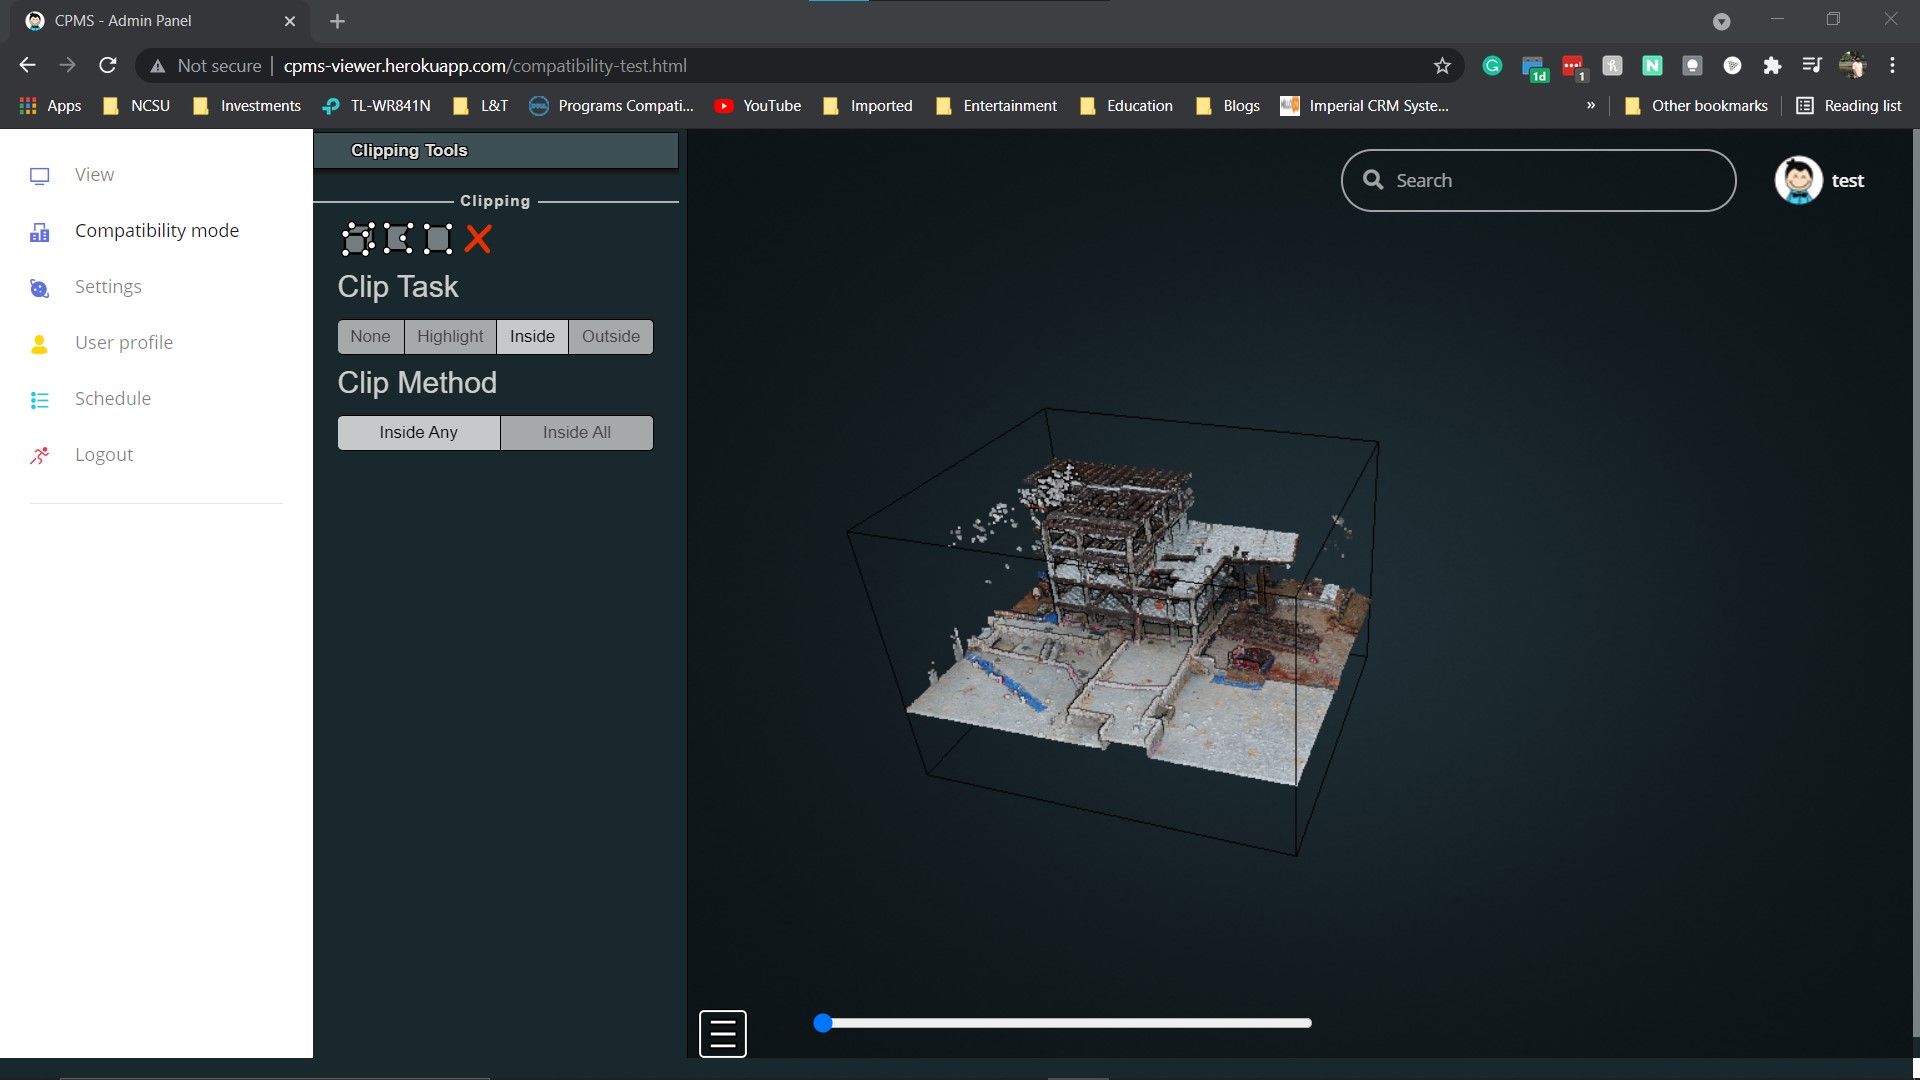 CPMS - Admin Panel
Not secure
cpms-viewer.herokuapp.com/compatibility-test.html
1d
1
Apps
NCSU
Investments
TL-WR841N
L&T
Programs Compati...
YouTube
Imported
Entertainment
Education
Blogs
Imperial CRM Syste...
»
Other bookmarks
Reading list
View
Compatibility mode
Settings
User profile
Schedule
Logout
Clipping Tools
Clipping
Clip Task
None
Highlight
Inside
Outside
Clip Method
Inside Any
Inside All
Search
test